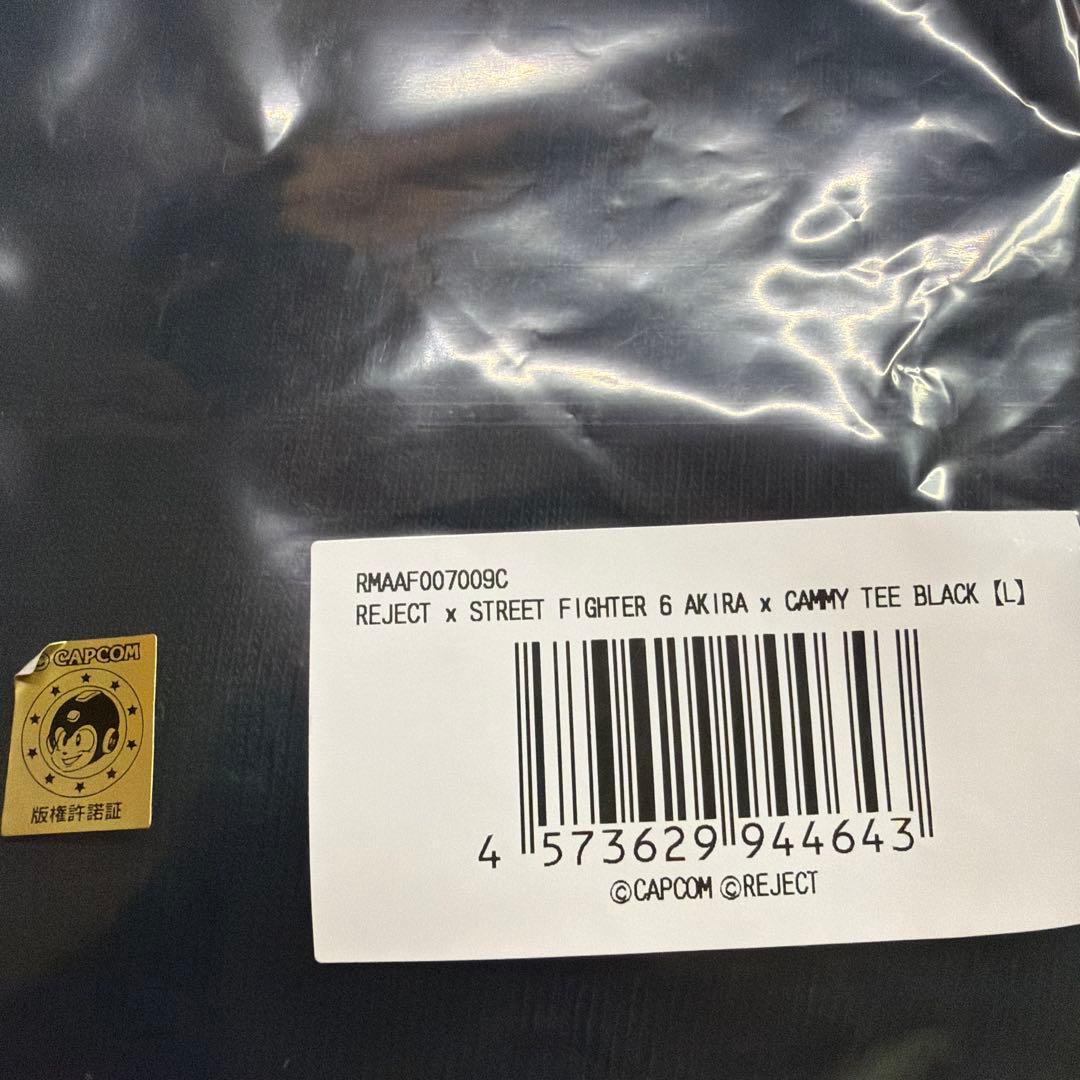 RMAAF007009C
REJECT x STREET FIGHTER 6 AKIRA x CAMMY TEE BLACK【L】
4 573629 944643
©CAPCOM ©REJECT
CAPCOM
版権許諾証